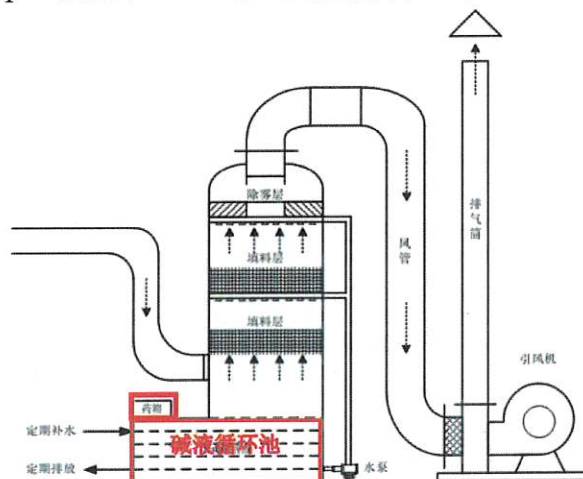 除雾层
填料层
填料层
风管
排气筒
引风机
药箱
定期补水
碱液循环池
定期排放
水泵